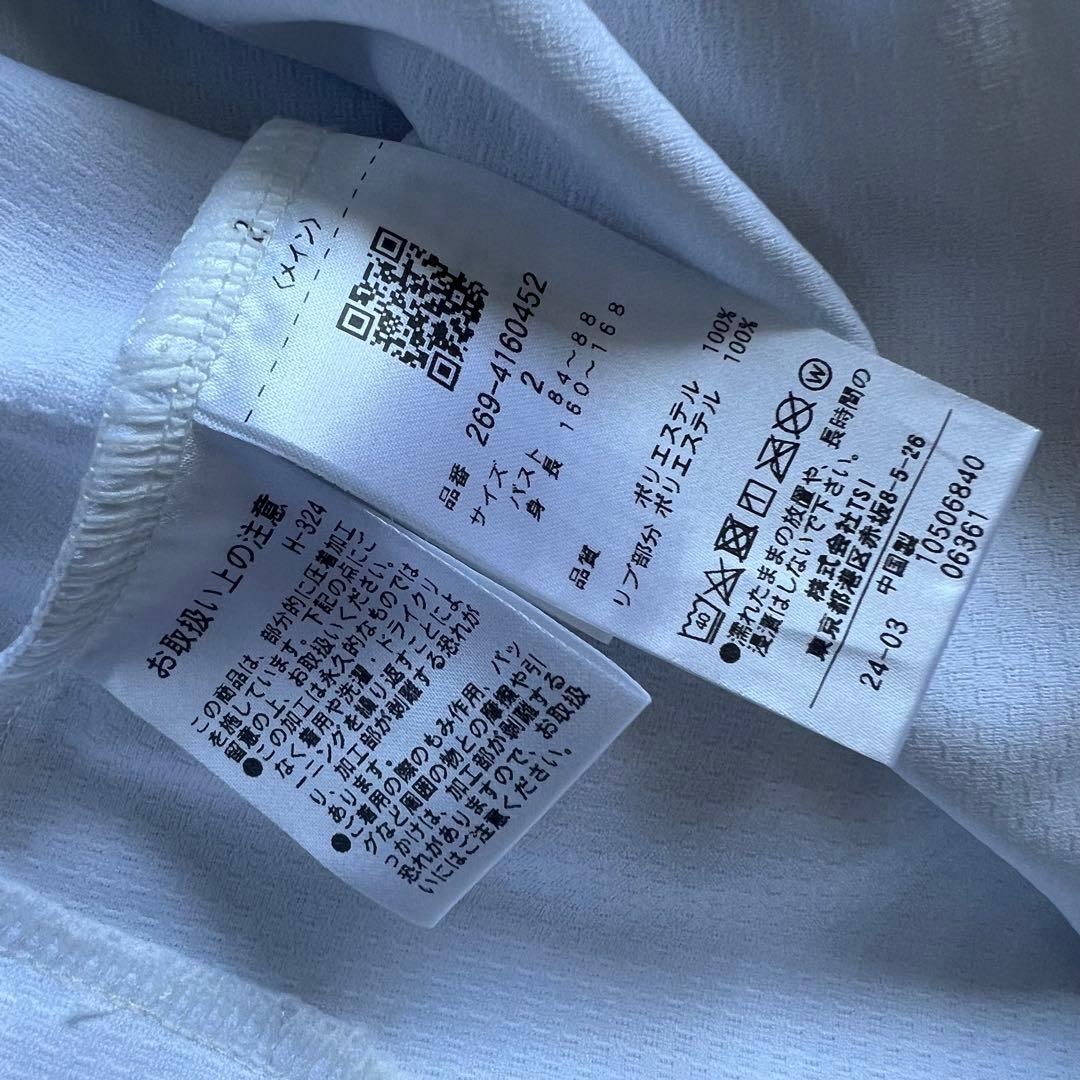 2
〈メイン〉
品番 269-4160452
サイズ 2
バスト 84～88
身長 160～168
品質 ポリエステル 100%
リブ部分 ポリエステル 100%
40
W
●濡れたままの放置や、長時間の
浸漬はしないで下さい。
株式会社TSI
東京都港区赤坂8-5-26
中国製
24-03 10506840
06361
お取扱い上の注意
H-324
この商品は、部分的に圧着加工
を施しています。下記の点にご
留意の上、お取扱いください。
●この加工は永久的なものでは
なく着用や洗濯・ドライクリ
ーニングを繰り返すことによ
り、加工部が剥離する恐れが
あります。
●ご着用の際のもみ作用、バッ
グなど周囲の物との摩擦や引
っかけは、加工部が剥離する
恐れがありますので、お取扱
いにはご注意ください。